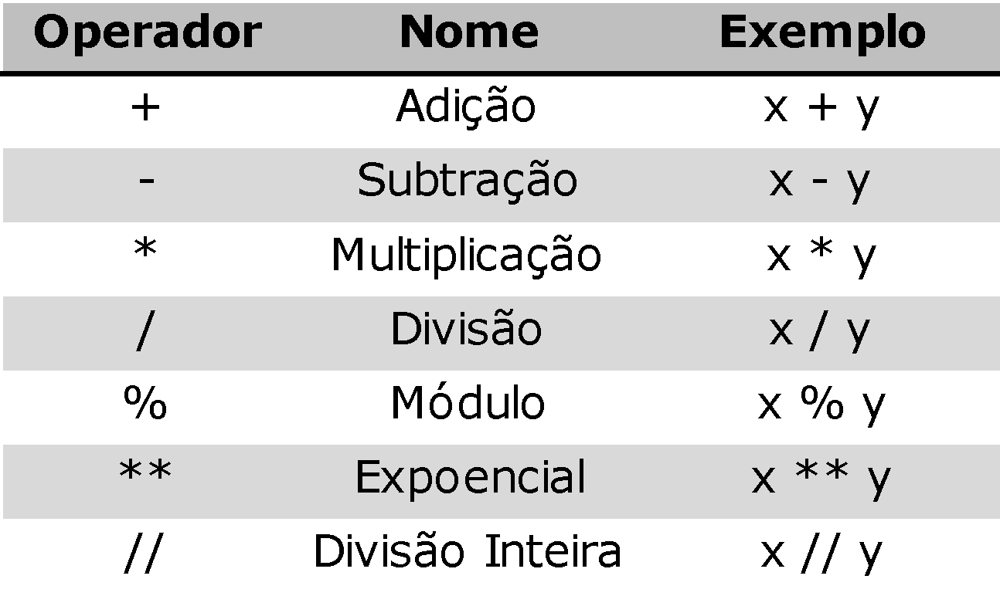 Operador Nome Exemplo
+ Adição x + y
- Subtração x - y
* Multiplicação x * y
/ Divisão x / y
% Módulo x % y
** Expoencial x ** y
// Divisão Inteira x // y